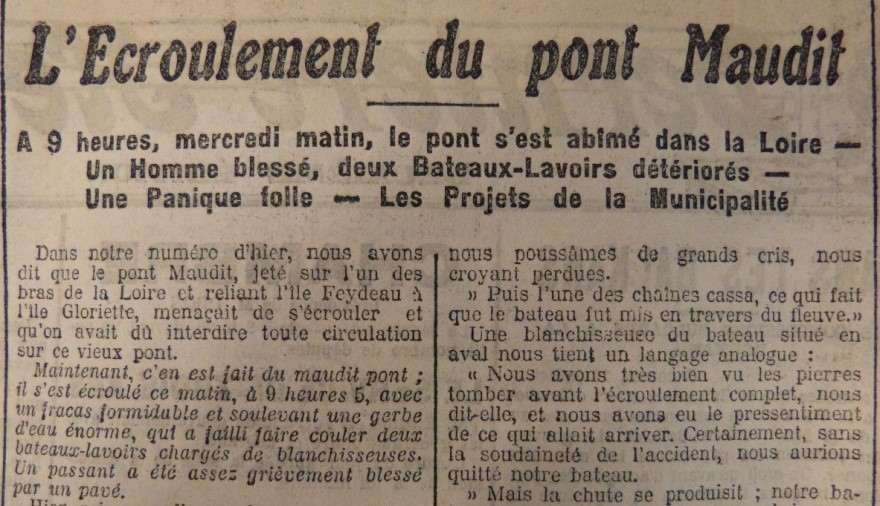 L'Ecroulement du pont Maudit
A 9 heures, mercredi matin, le pont s'est abîmé dans la Loire —
Un Homme blessé, deux Bateaux-Lavoirs détériorés —
Une Panique folle — Les Projets de la Municipalité
Dans notre numéro d'hier, nous avons
dit que le pont Maudit, jeté sur l'un des
bras de la Loire et reliant l'île Feydeau à
l'île Gloriette, menaçait de s'écrouler et
qu'on avait dû interdire toute circulation
sur ce vieux pont.
Maintenant, c'en est fait du maudit pont ;
il s'est écroulé ce matin, à 9 heures 5, avec
un fracas formidable et soulevant une gerbe
d'eau énorme, qui a failli faire couler deux
bateaux-lavoirs chargés de blanchisseuses.
Un passant a été assez grièvement blessé
par un pavé.
nous poussâmes de grands cris, nous
croyant perdues.
» Puis l'une des chaînes cassa, ce qui fait
que le bateau fut mis en travers du fleuve.»
Une blanchisseuse du bateau situé en
aval nous tient un langage analogue :
« Nous avons très bien vu les pierres
tomber avant l'écroulement complet, nous
dit-elle, et nous avons eu le pressentiment
de ce qui allait arriver. Certainement, sans
la soudaineté de l'accident, nous aurions
quitté notre bateau.
» Mais la chute se produisit ; notre ba-